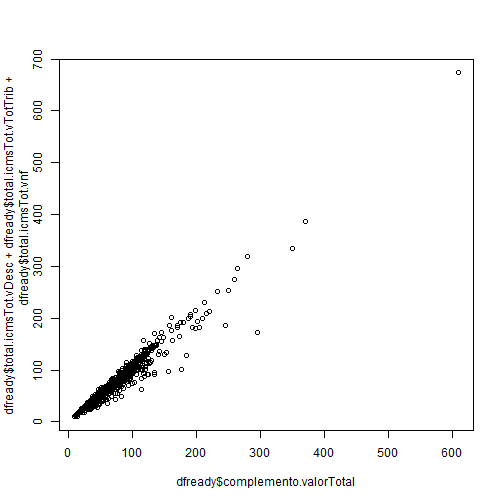 dfready$total.icmsTot.vDesc + dfready$total.icmsTot.vTotTrib +
dfready$total.icmsTot.vnf
700
600
500
400
300
200
100
0
0 100 200 300 400 500 600
dfready$complemento.valorTotal